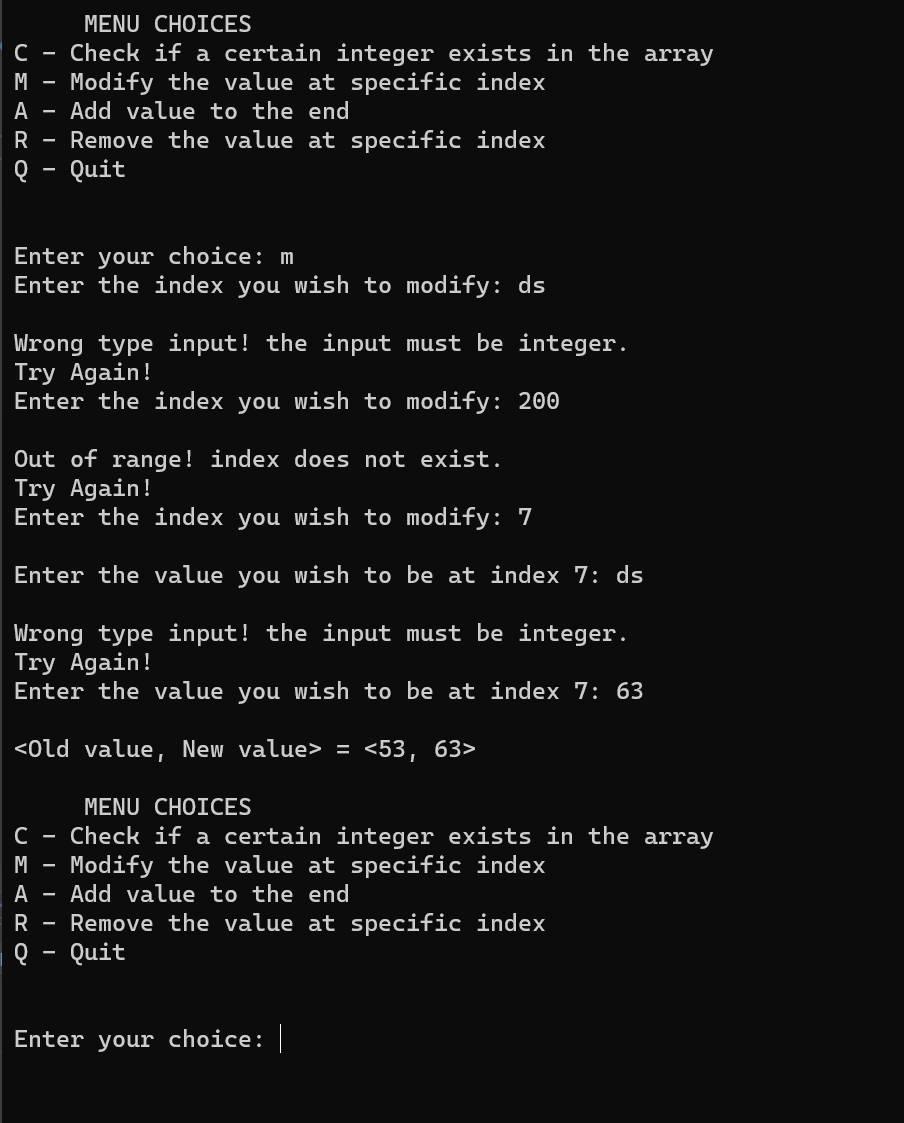 MENU CHOICES
C - Check if a certain integer exists in the array
M - Modify the value at specific index
A - Add value to the end
R - Remove the value at specific index
Q - Quit
Enter your choice: m
Enter the index you wish to modify: ds
Wrong type input! the input must be integer.
Try Again!
Enter the index you wish to modify: 200
Out of range! index does not exist.
Try Again!
Enter the index you wish to modify: 7
Enter the value you wish to be at index 7: ds
Wrong type input! the input must be integer.
Try Again!
Enter the value you wish to be at index 7: 63
<Old value, New value> = <53, 63>
MENU CHOICES
C - Check if a certain integer exists in the array
M - Modify the value at specific index
A - Add value to the end
R - Remove the value at specific index
Q - Quit
Enter your choice: